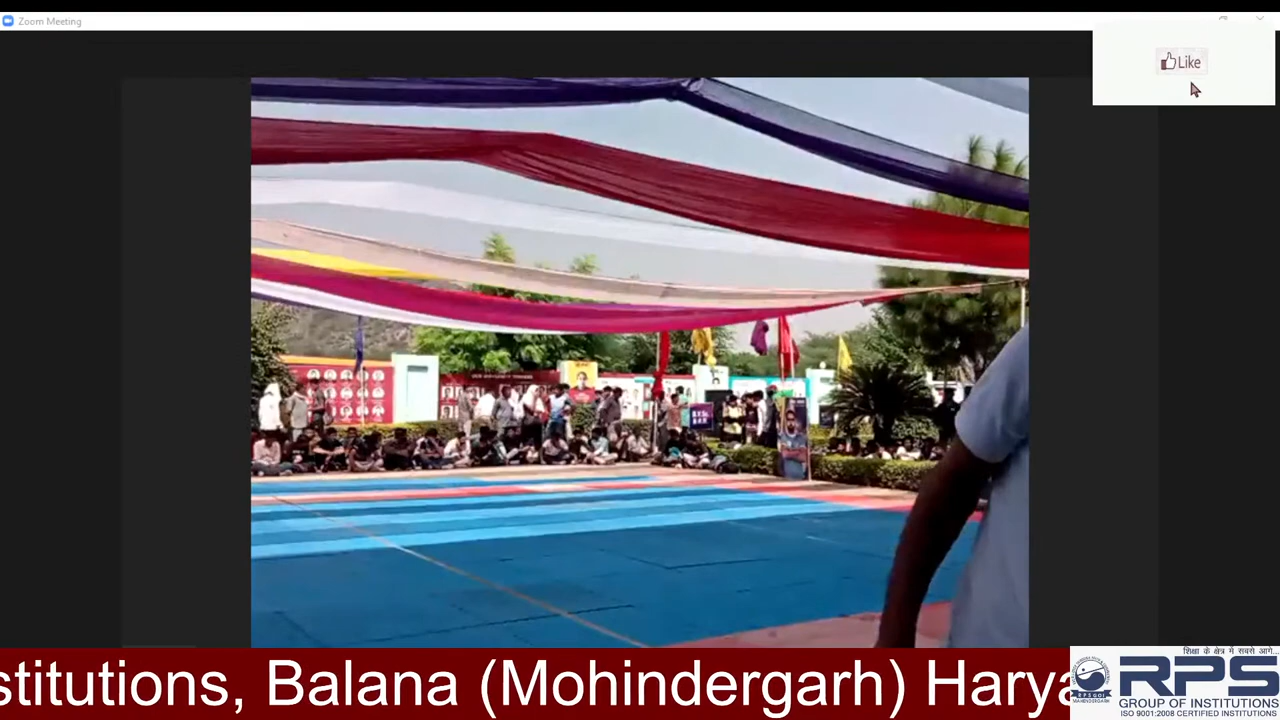 Zoom Meeting
Like
stitutions, Balana (Mohindergarh) Harya
शिक्षा के क्षेत्र में सबसे आगे...
RPS
GROUP OF INSTITUTIONS
ISO 9001:2008 CERTIFIED INSTITUTIONS